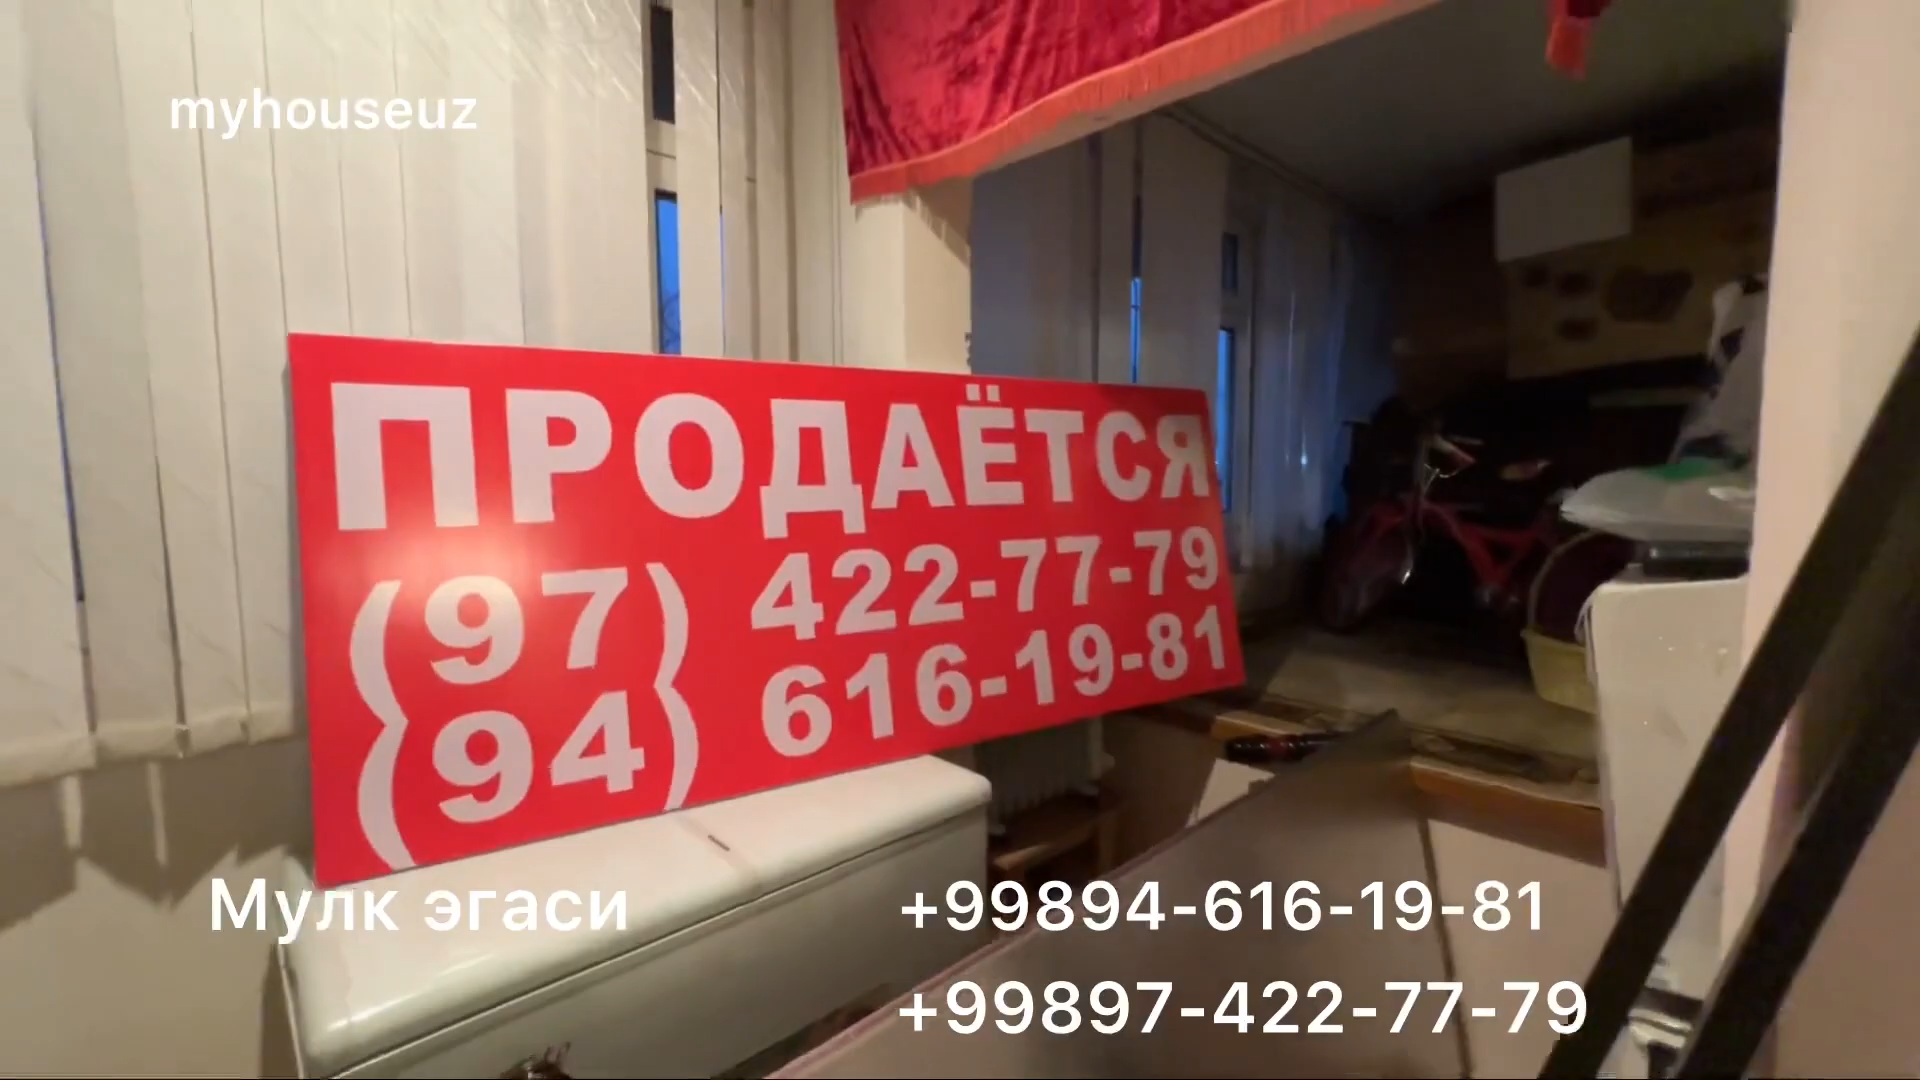 myhouseuz
ПРОДАЁТСЯ
(97) 422-77-79
(94) 616-19-81
Мулк эгаси +99894-616-19-81
+99897-422-77-79